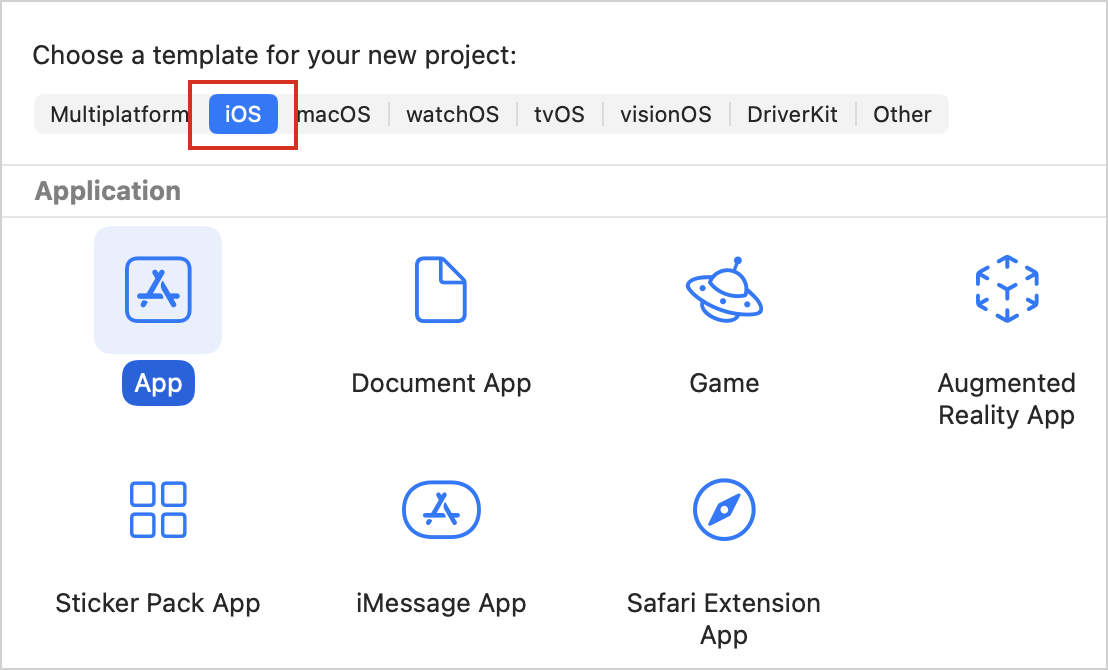 Choose a template for your new project:
Multiplatform iOS macOS watchOS tvOS visionOS DriverKit Other
Application
App Document App Game Augmented
Reality App
Sticker Pack App iMessage App Safari Extension
App